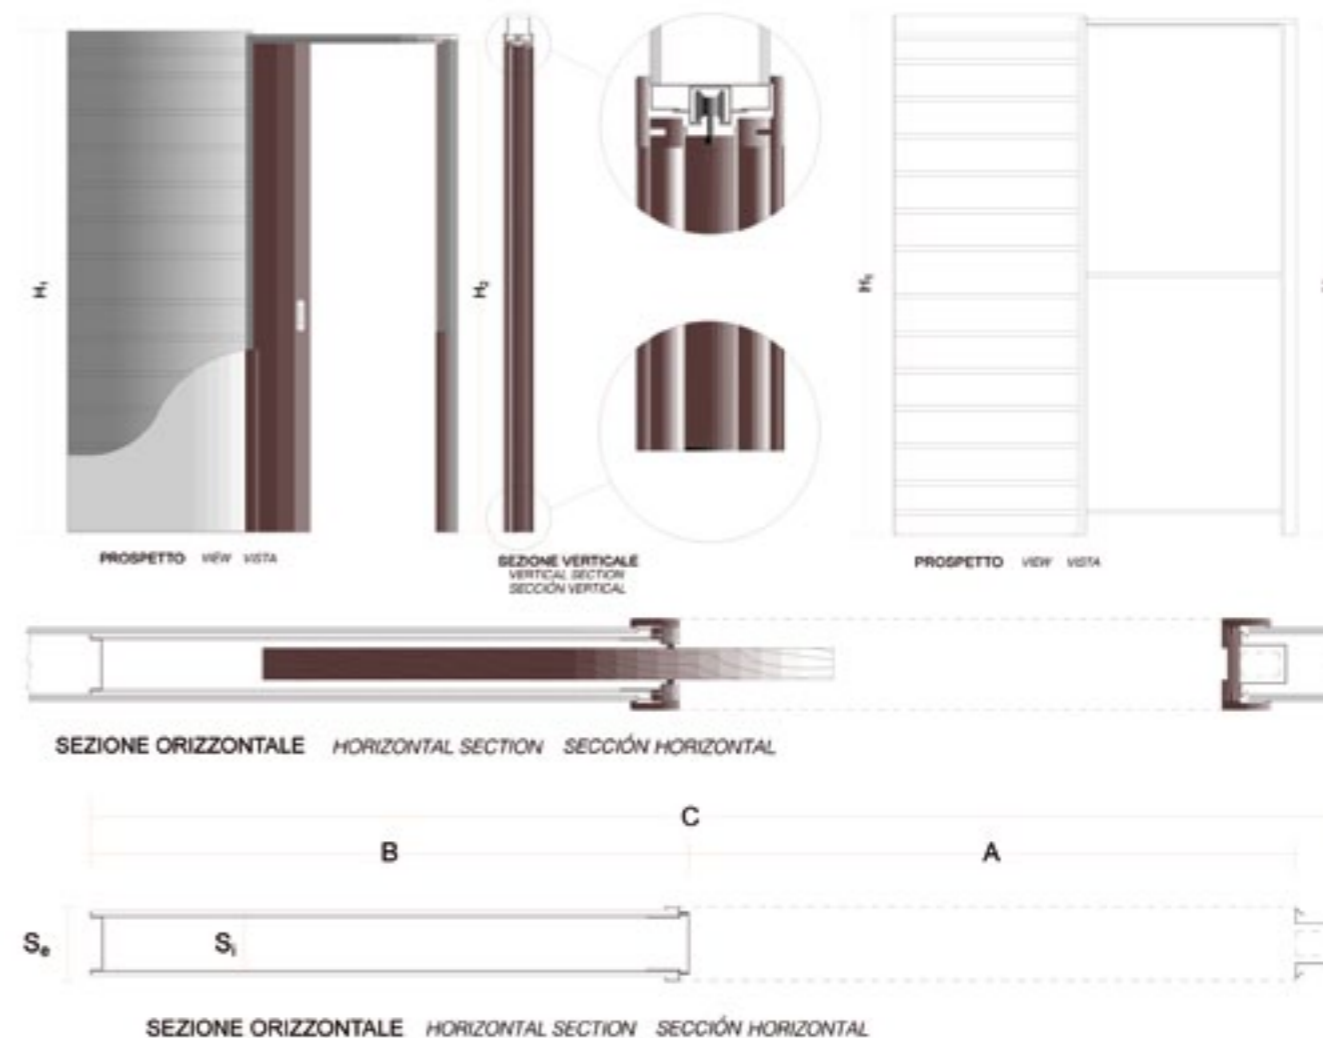 H₁
H₂
H₁
PROSPETTO VIEW VISTA
SEZIONE VERTICALE
VERTICAL SECTION
SECCIÓN VERTICAL
PROSPETTO VIEW VISTA
SEZIONE ORIZZONTALE HORIZONTAL SECTION SECCIÓN HORIZONTAL
C
B A
Se Si
SEZIONE ORIZZONTALE HORIZONTAL SECTION SECCIÓN HORIZONTAL